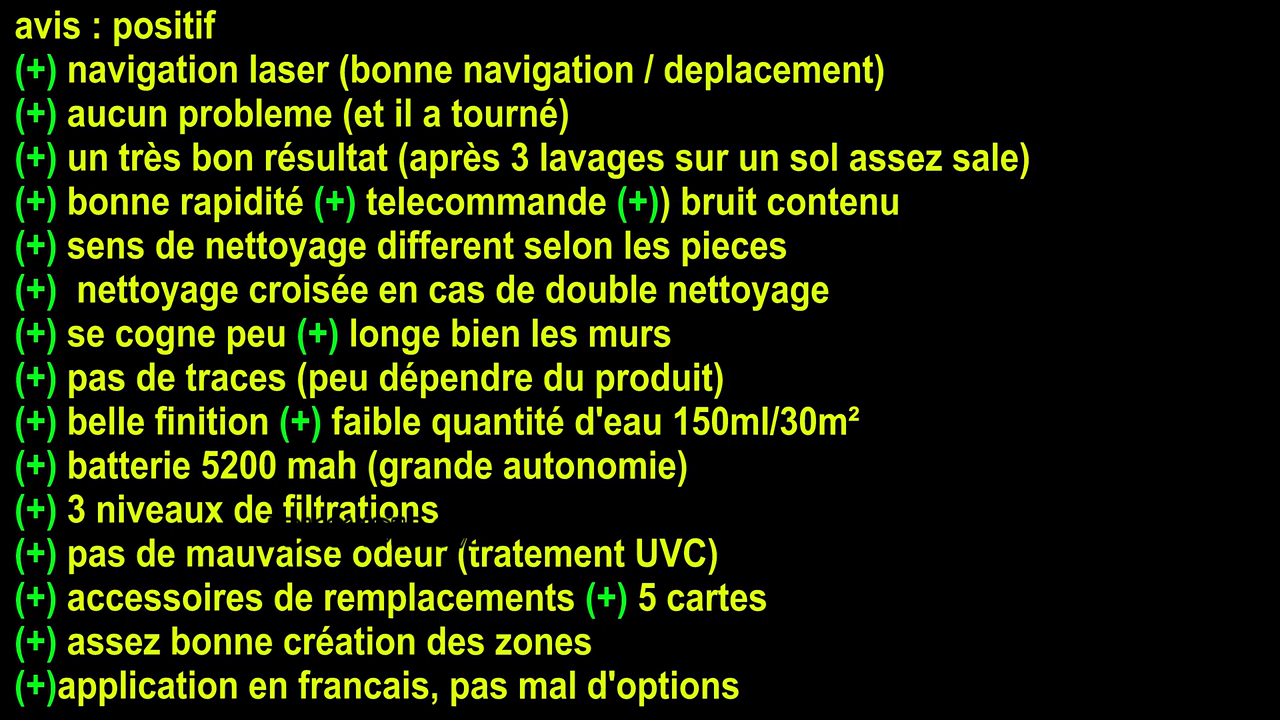 avis : positif
(+) navigation laser (bonne navigation / deplacement)
(+) aucun probleme (et il a tourné)
(+) un très bon résultat (après 3 lavages sur un sol assez sale)
(+) bonne rapidité (+) telecommande (+)) bruit contenu
(+) sens de nettoyage different selon les pieces
(+)  nettoyage croisée en cas de double nettoyage
(+) se cogne peu (+) longe bien les murs
(+) pas de traces (peu dépendre du produit)
(+) belle finition (+) faible quantité d'eau 150ml/30m²
(+) batterie 5200 mah (grande autonomie)
(+) 3 niveaux de filtrations
(+) pas de mauvaise odeur (tratement UVC)
(+) accessoires de remplacements (+) 5 cartes
(+) assez bonne création des zones
(+)application en francais, pas mal d'options